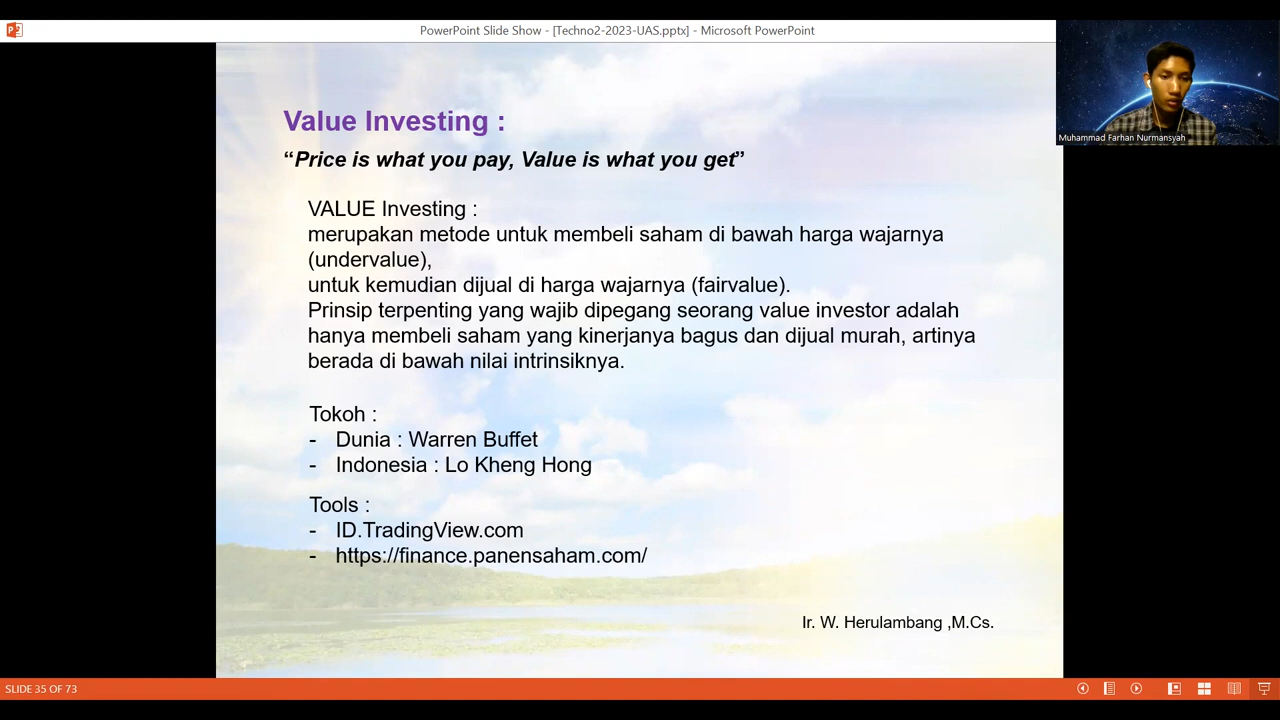 PowerPoint Slide Show - [Techno2-2023-UAS.pptx] - Microsoft PowerPoint
Muhammad Farhan Nurmansyah
Value Investing :
“Price is what you pay, Value is what you get”
VALUE Investing :
merupakan metode untuk membeli saham di bawah harga wajarnya
(undervalue),
untuk kemudian dijual di harga wajarnya (fairvalue).
Prinsip terpenting yang wajib dipegang seorang value investor adalah
hanya membeli saham yang kinerjanya bagus dan dijual murah, artinya
berada di bawah nilai intrinsiknya.
Tokoh :
- Dunia : Warren Buffet
- Indonesia : Lo Kheng Hong
Tools :
- ID.TradingView.com
- https://finance.panensaham.com/
Ir. W. Herulambang ,M.Cs.
SLIDE 35 OF 73